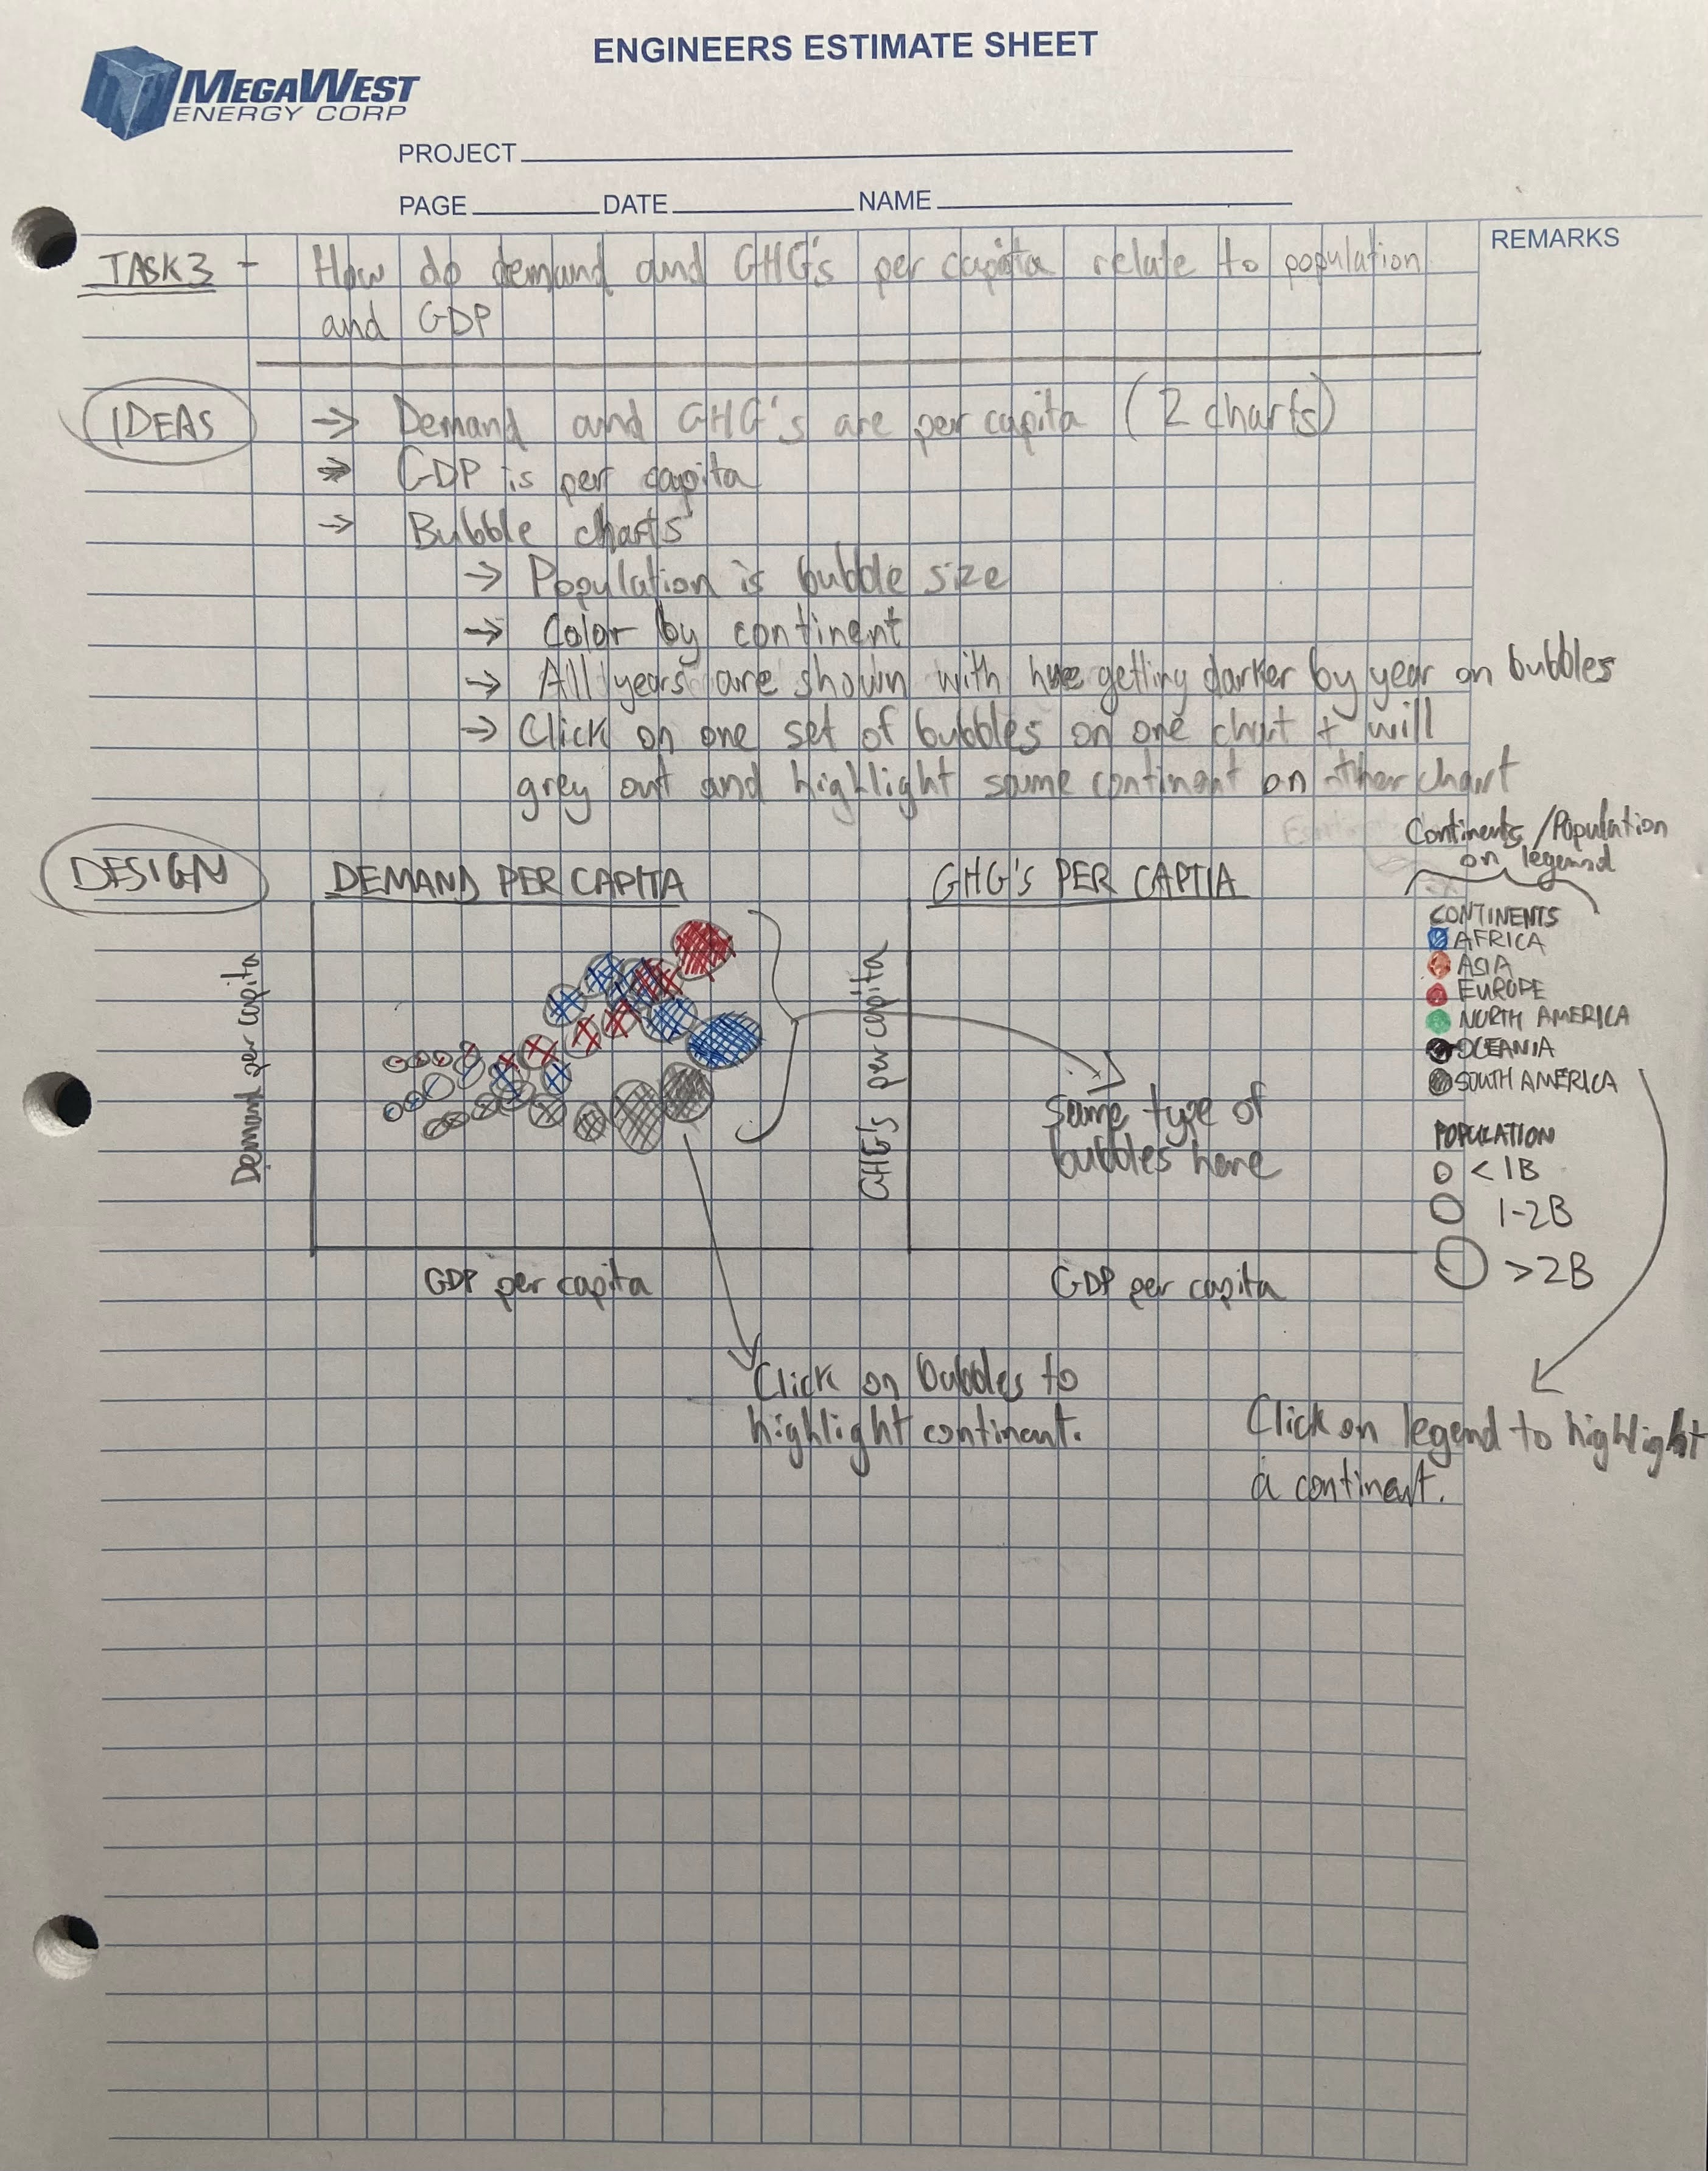 ENGINEERS ESTIMATE SHEET
MEGAWEST
ENERGY CORP
PROJECT
PAGE DATE NAME
REMARKS
TASK 3 - How do demand and GHG's per capita relate to population
and GDP
IDEAS → Demand and GHG's are per capita (2 charts)
→ GDP is per capita
→ Bubble charts
→ Population is bubble size
→ Color by continent
→ All years are shown with hue getting darker by year on bubbles
→ Click on one set of bubbles on one chart + will
grey out and highlight same continent on other chart
Continents/Population
on legend
DESIGN DEMAND PER CAPITA GHG's PER CAPTIA
Demand per capita
GHG's per capita
CONTINENTS
AFRICA
ASIA
EUROPE
NORTH AMERICA
OCEANIA
SOUTH AMERICA
Same type of
bubbles here
POPULATION
< 1B
1-2B
>2B
GDP per capita GDP per capita
Click on bubbles to
highlight continent.
Click on legend to highlight
a continent.